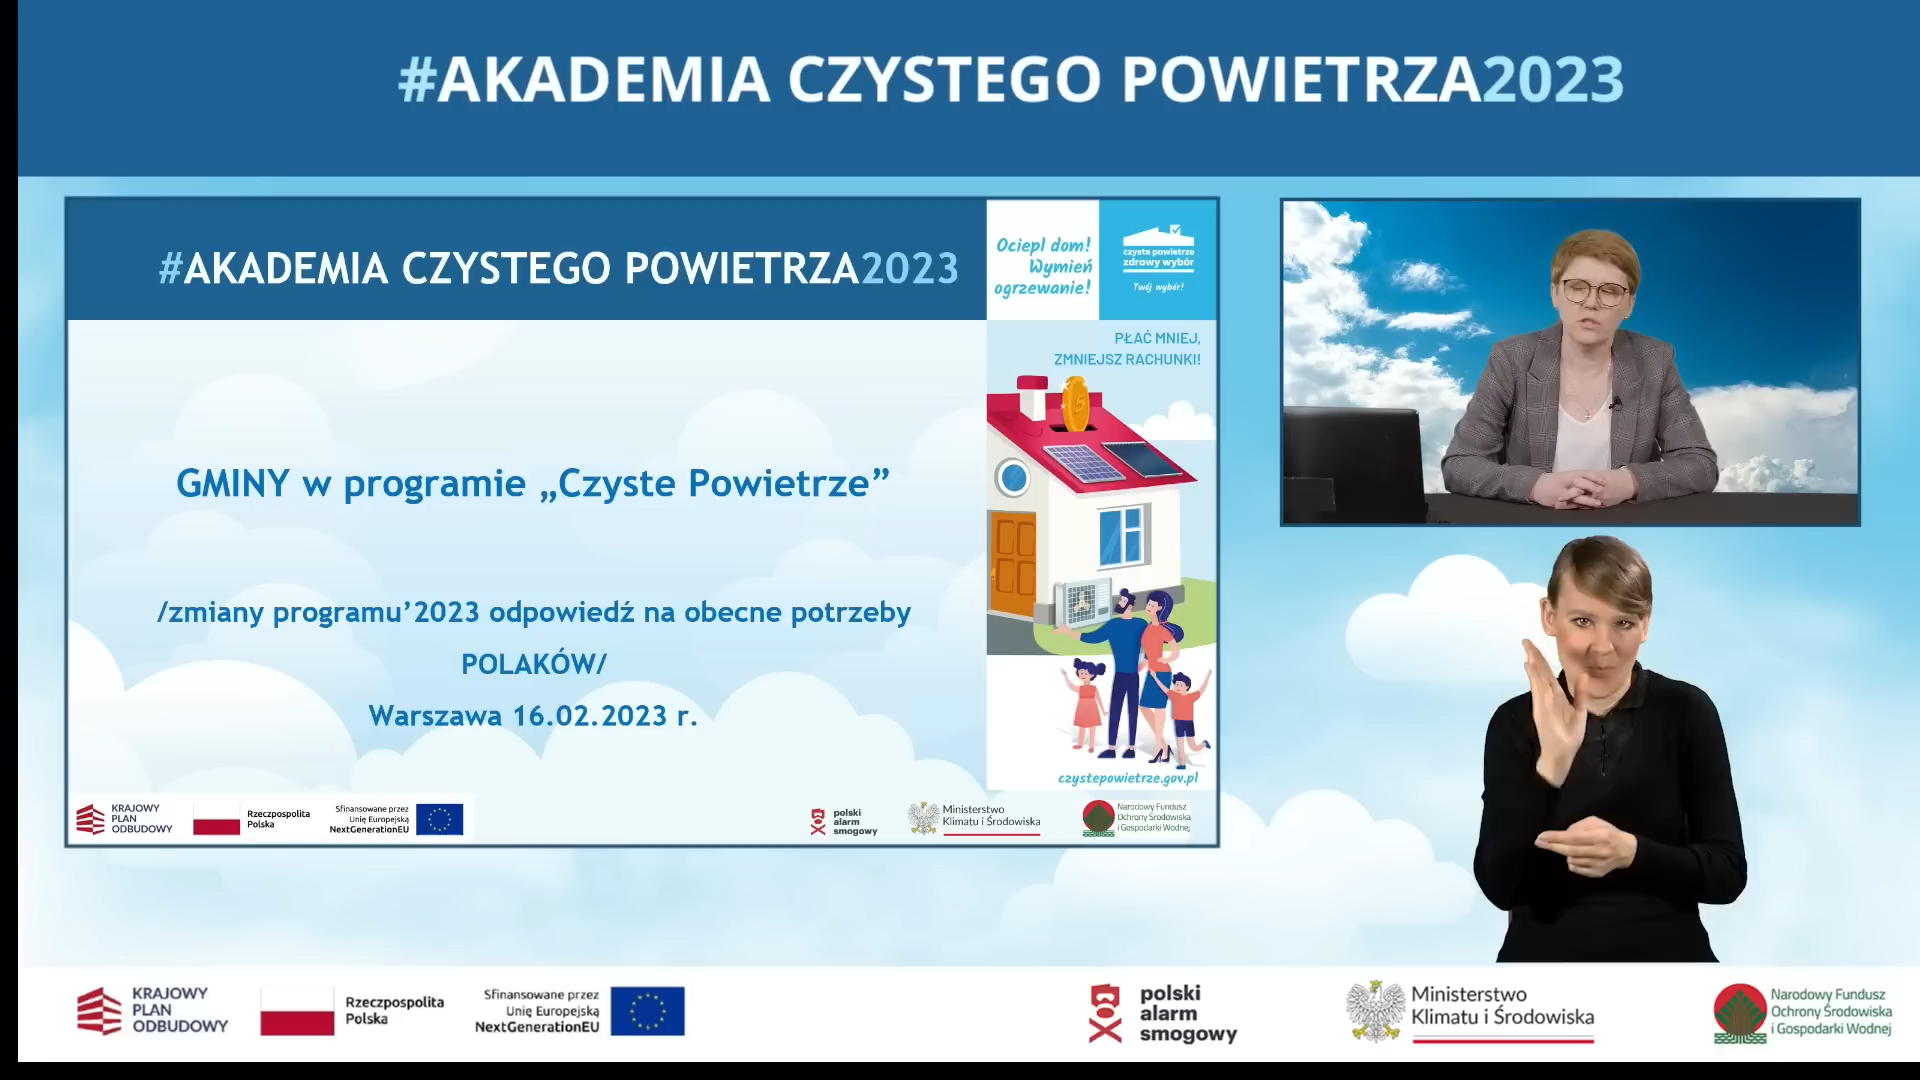 #AKADEMIA CZYSTEGO POWIETRZA2023
#AKADEMIA CZYSTEGO POWIETRZA2023
Ociepl dom!
Wymień
ogrzewanie!
czyste powietrze
zdrowy wybór
Twój wybór!
PŁAĆ MNIEJ,
ZMNIEJSZ RACHUNKI!
GMINY w programie „Czyste Powietrze”
/zmiany programu’2023 odpowiedź na obecne potrzeby
POLAKÓW/
Warszawa 16.02.2023 r.
czystepowietrze.gov.pl
KRAJOWY
PLAN
ODBUDOWY
Rzeczpospolita
Polska
Sfinansowane przez
Unię Europejską
NextGenerationEU
polski
alarm
smogowy
Ministerstwo
Klimatu i Środowiska
Narodowy Fundusz
Ochrony Środowiska
i Gospodarki Wodnej
KRAJOWY
PLAN
ODBUDOWY
Rzeczpospolita
Polska
Sfinansowane przez
Unię Europejską
NextGenerationEU
polski
alarm
smogowy
Ministerstwo
Klimatu i Środowiska
Narodowy Fundusz
Ochrony Środowiska
i Gospodarki Wodnej